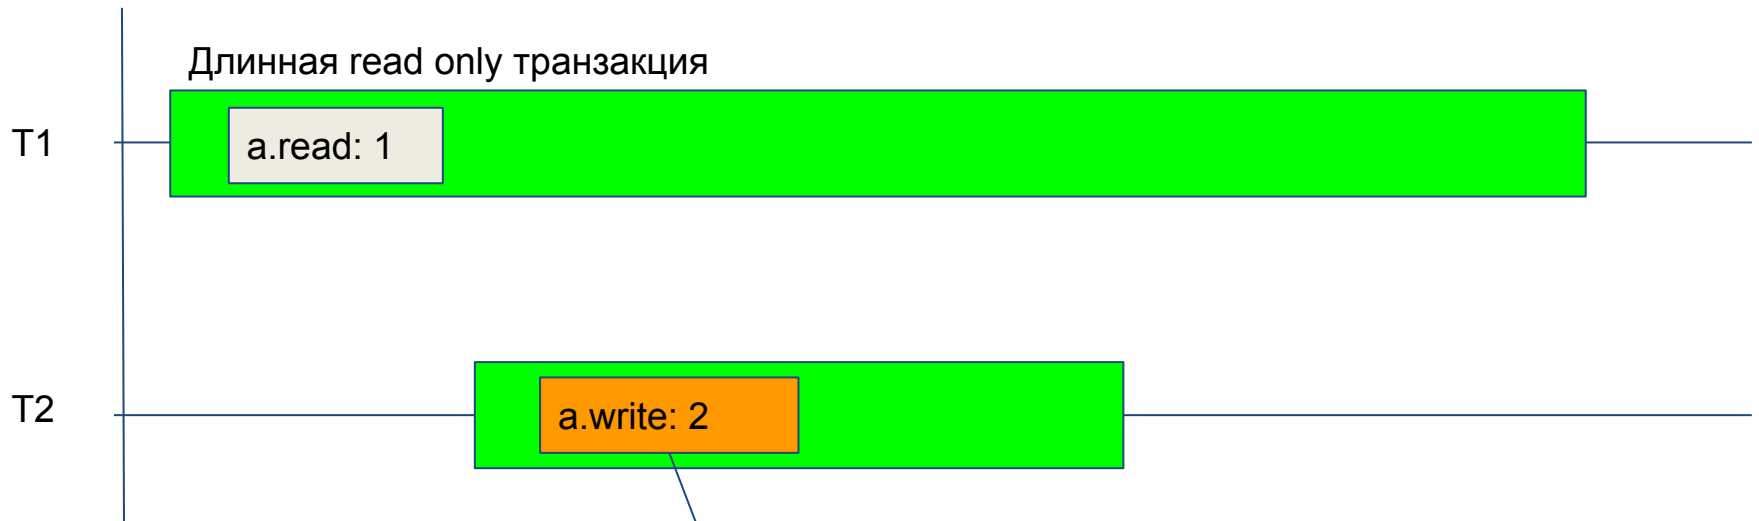 Длинная read only транзакция
T1
a.read: 1
T2
a.write: 2